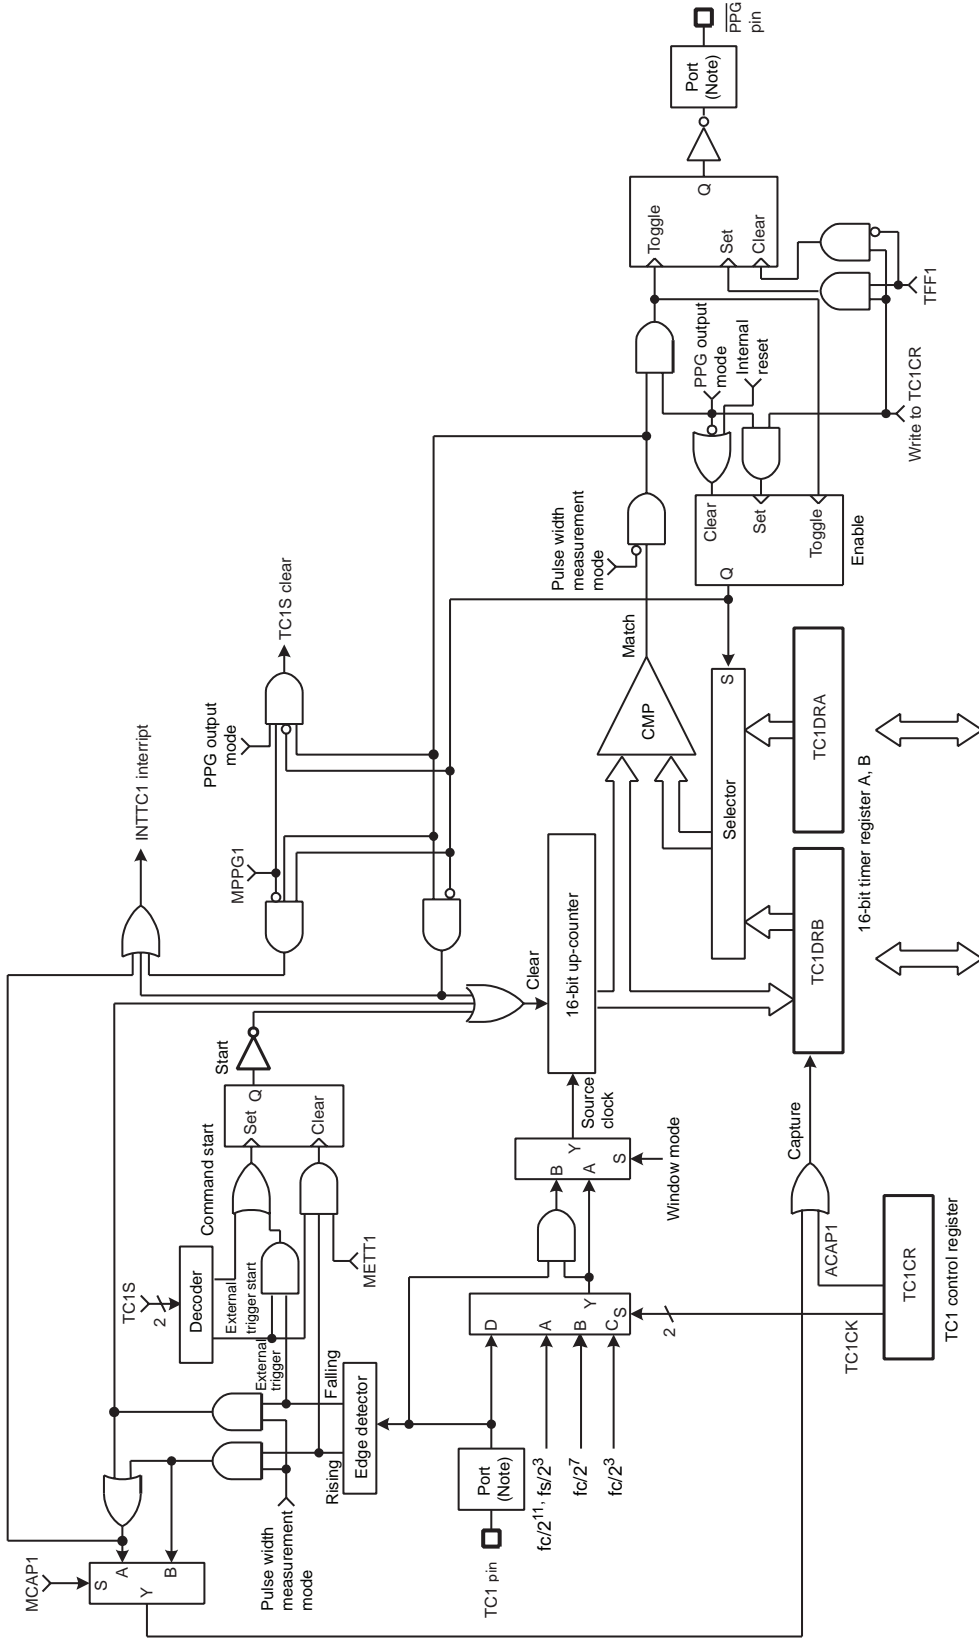 MCAP1
S
A
B
Y
Pulse width
measurement
mode
TC1S
2
Decoder
External
trigger start
External
trigger
Command start
Rising
Falling
Edge detector
METT1
Set
Q
Clear
Start
INTTC1 interript
MPPG1
PPG output
mode
TC1S clear
TC1 pin
Port
(Note)
fc/2¹¹, fs/2³
fc/2⁷
fc/2³
D
A
B
C
S
Y
B
A
Y
S
Window mode
Source
clock
Clear
16-bit up-counter
CMP
Match
Pulse width
measurement
mode
2
TC1CK
ACAP1
Capture
TC1CR
TC1 control register
TC1DRB
TC1DRA
16-bit timer register A, B
Selector
S
Q
Clear
Set
Toggle
Enable
PPG output
mode
Internal
reset
Write to TC1CR
TFF1
Toggle
Set
Clear
Q
Port
(Note)
PPG
pin